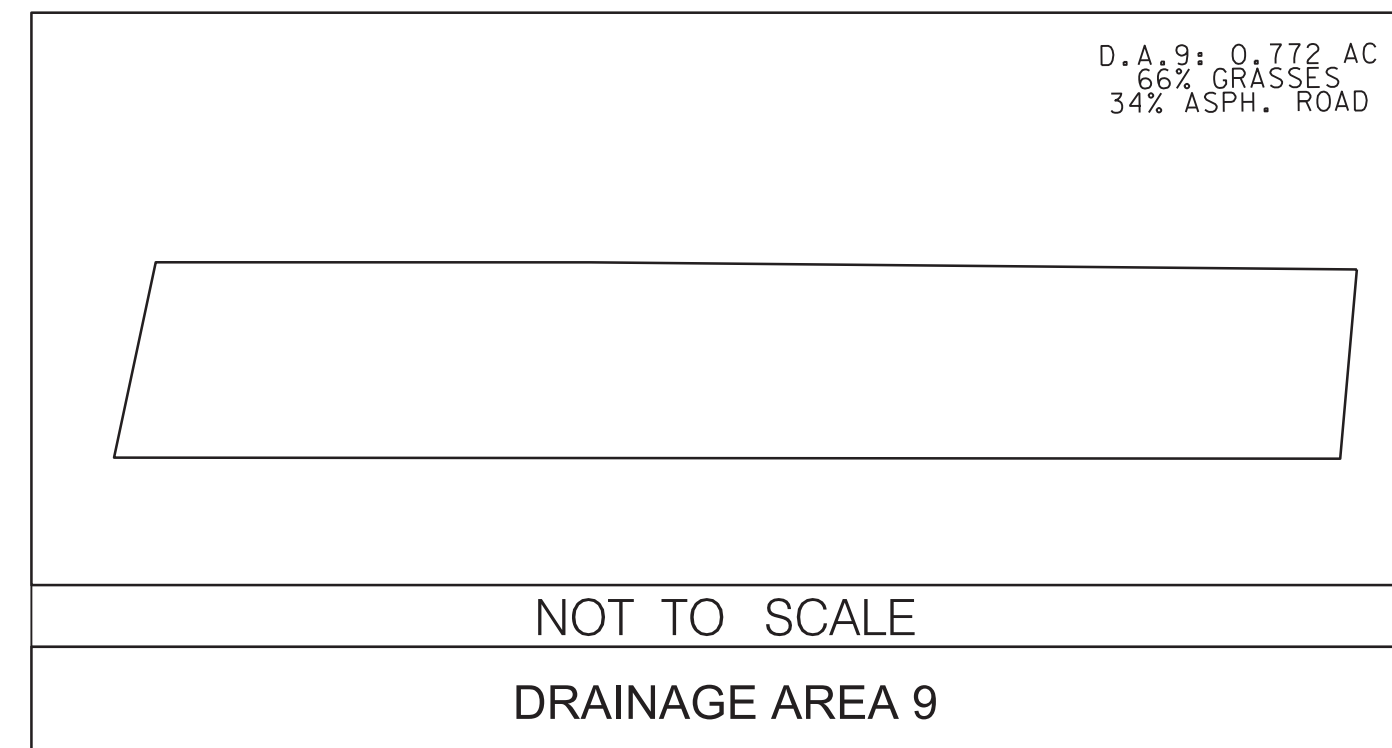 D.A.9: 0.772 AC
66% GRASSES
34% ASPH. ROAD
NOT TO SCALE
DRAINAGE AREA 9